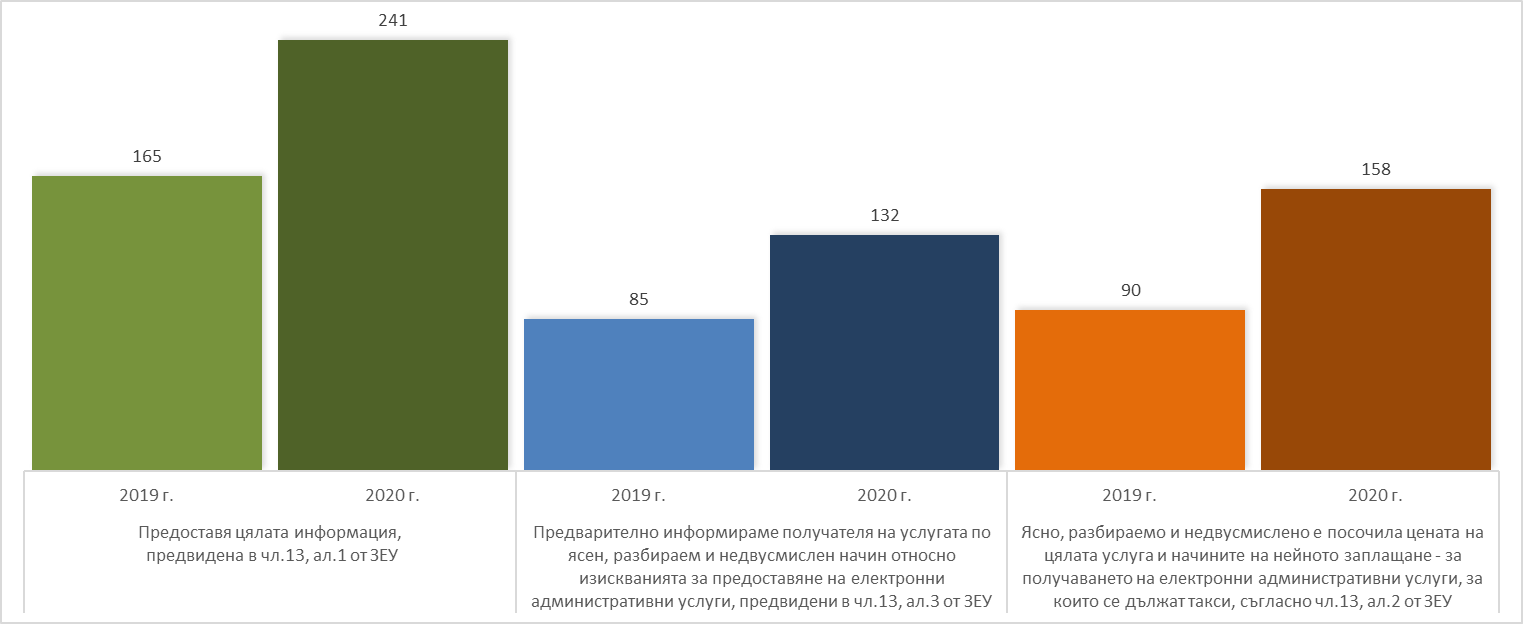 241
165
158
132
90
85
2019 г.
2020 г.
2019 г.
2020 г.
2019 г.
2020 г.
Предоставя цялата информация,
предвидена в чл.13, ал.1 от ЗЕУ
Предварително информираме получателя на услугата по
ясен, разбираем и недвусмислен начин относно
изискванията за предоставяне на електронни
административни услуги, предвидени в чл.13, ал.3 от ЗЕУ
Ясно, разбираемо и недвусмислено е посочила цената на
цялата услуга и начините на нейното заплащане - за
получаването на електронни административни услуги, за
които се дължат такси, съгласно чл.13, ал.2 от ЗЕУ